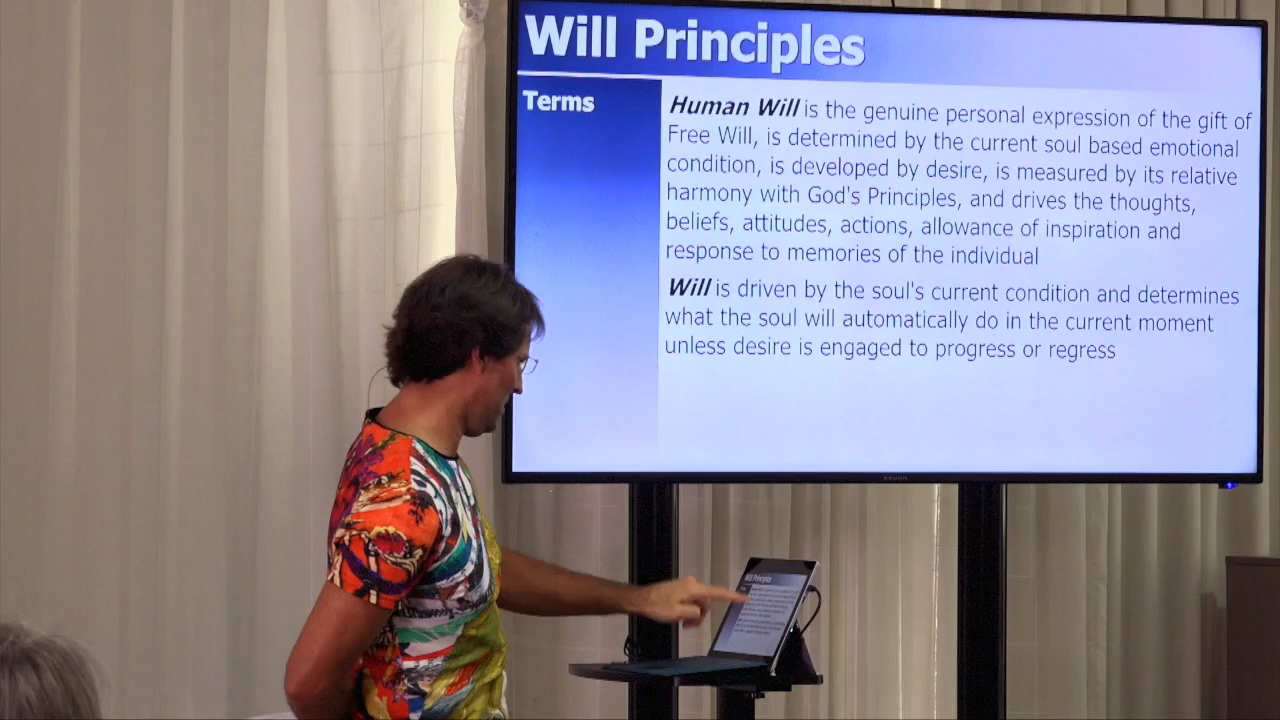 Will Principles
Terms
Human Will is the genuine personal expression of the gift of
Free Will, is determined by the current soul based emotional
condition, is developed by desire, is measured by its relative
harmony with God's Principles, and drives the thoughts,
beliefs, attitudes, actions, allowance of inspiration and
response to memories of the individual
Will is driven by the soul's current condition and determines
what the soul will automatically do in the current moment
unless desire is engaged to progress or regress
Will Principles